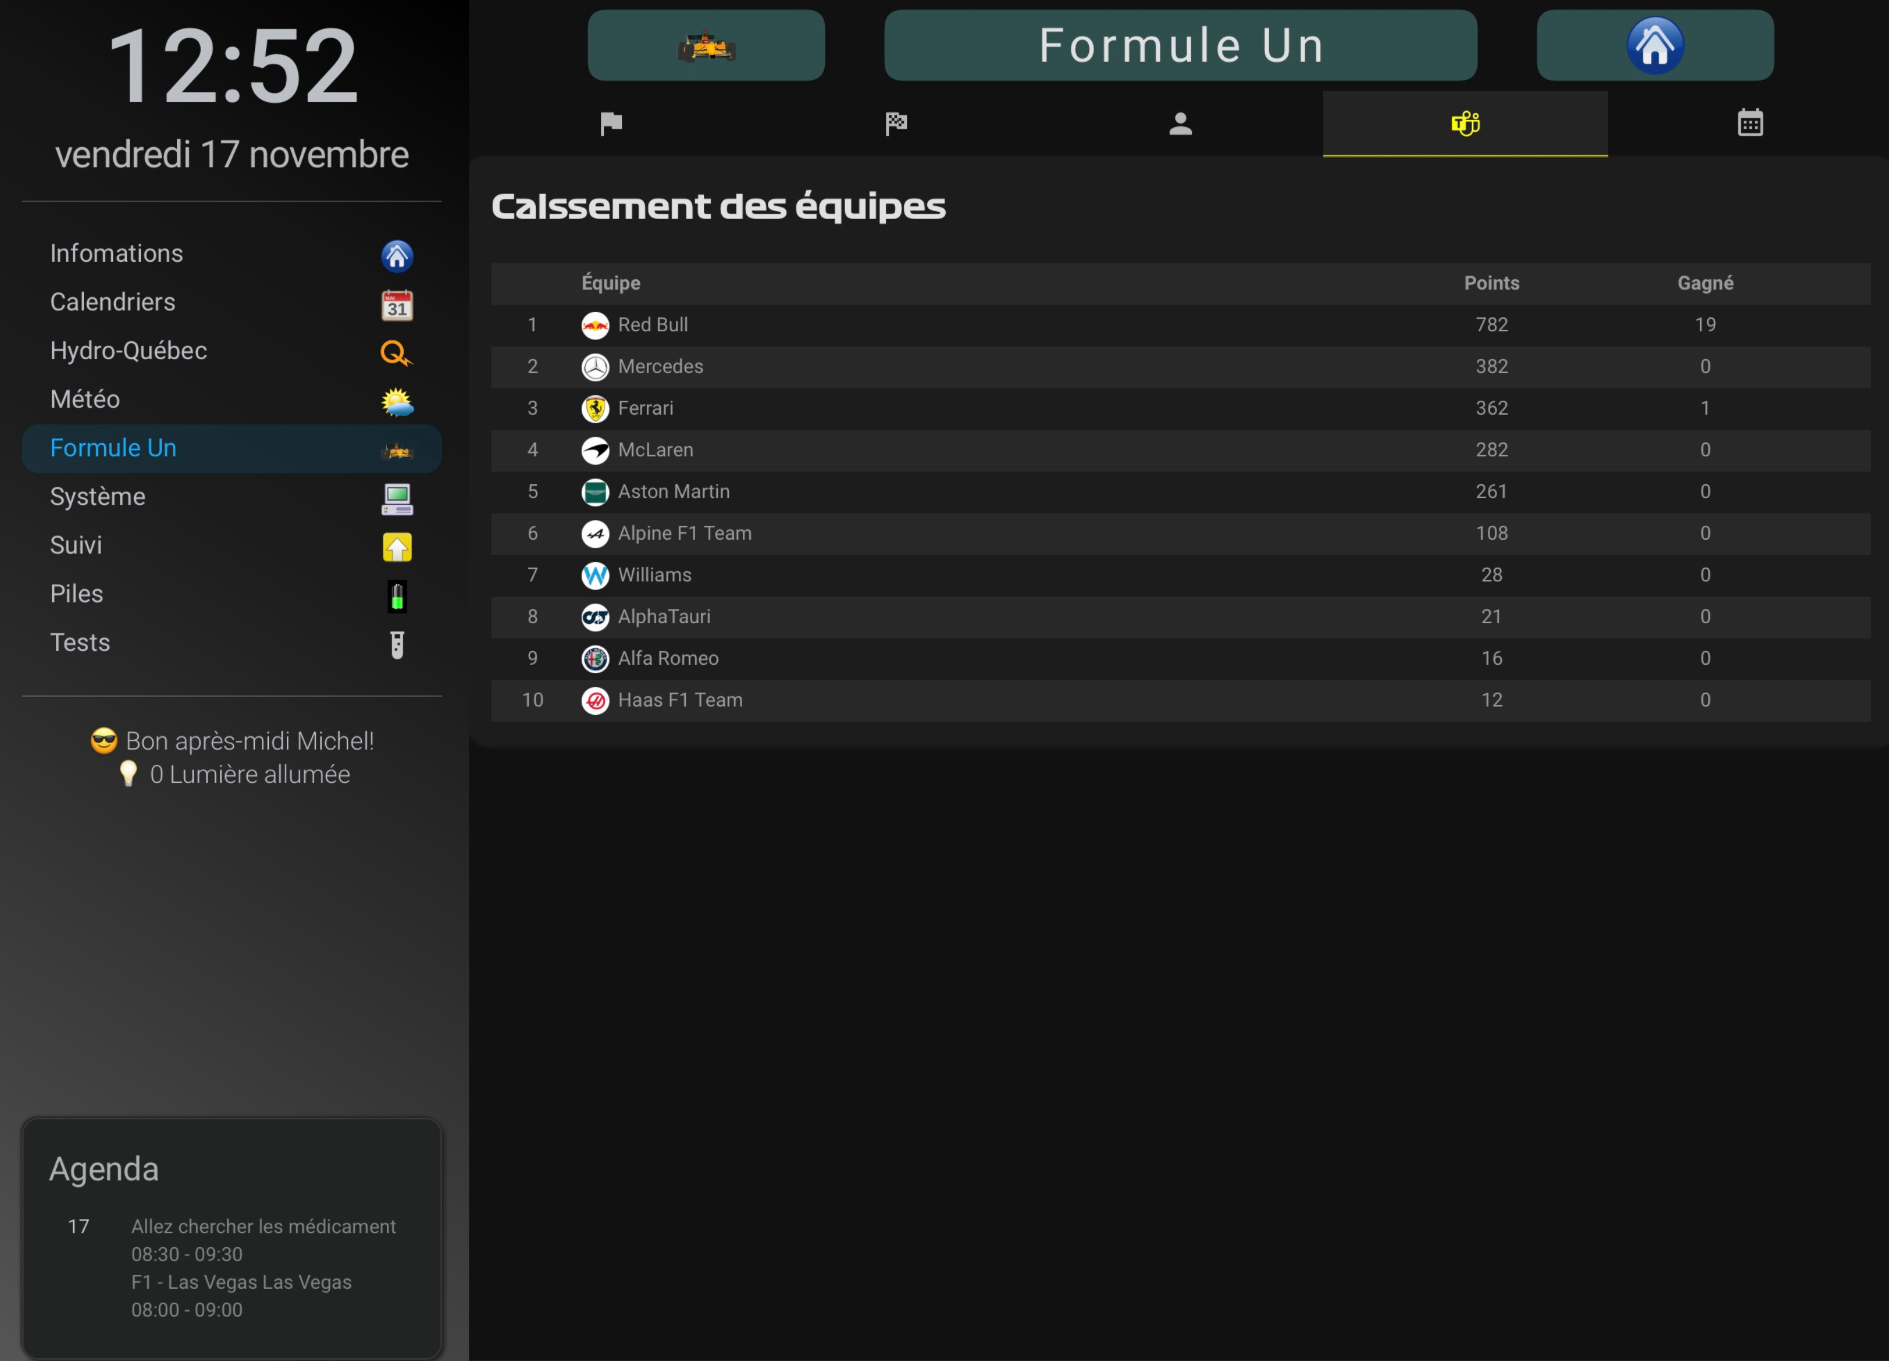 12:52
vendredi 17 novembre
Infomations
Calendriers
31
Hydro-Québec
Météo
Formule Un
Système
Suivi
Piles
Tests
😎 Bon après-midi Michel!
💡 0 Lumière allumée
Agenda
17 Allez chercher les médicament
08:30 - 09:30
F1 - Las Vegas Las Vegas
08:00 - 09:00
Formule Un
T
Calssement des équipes
Équipe Points Gagné
1 Red Bull 782 19
2 Mercedes 382 0
3 Ferrari 362 1
4 McLaren 282 0
5 Aston Martin 261 0
6 Alpine F1 Team 108 0
7 Williams 28 0
8 AlphaTauri 21 0
9 Alfa Romeo 16 0
10 Haas F1 Team 12 0